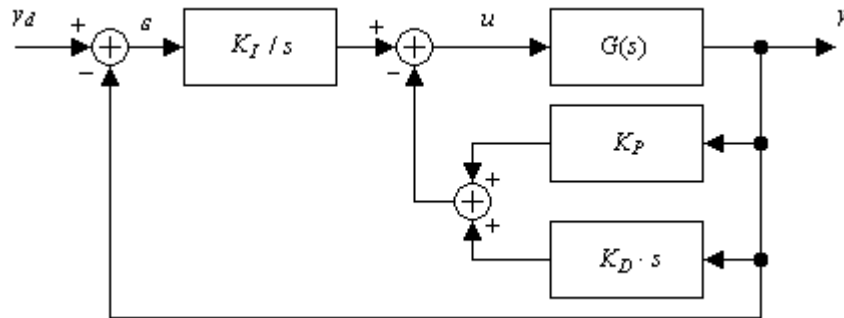 y_d
+
−
e
K_I / s
+
−
u
G(s)
y
K_P
+
+
K_D · s